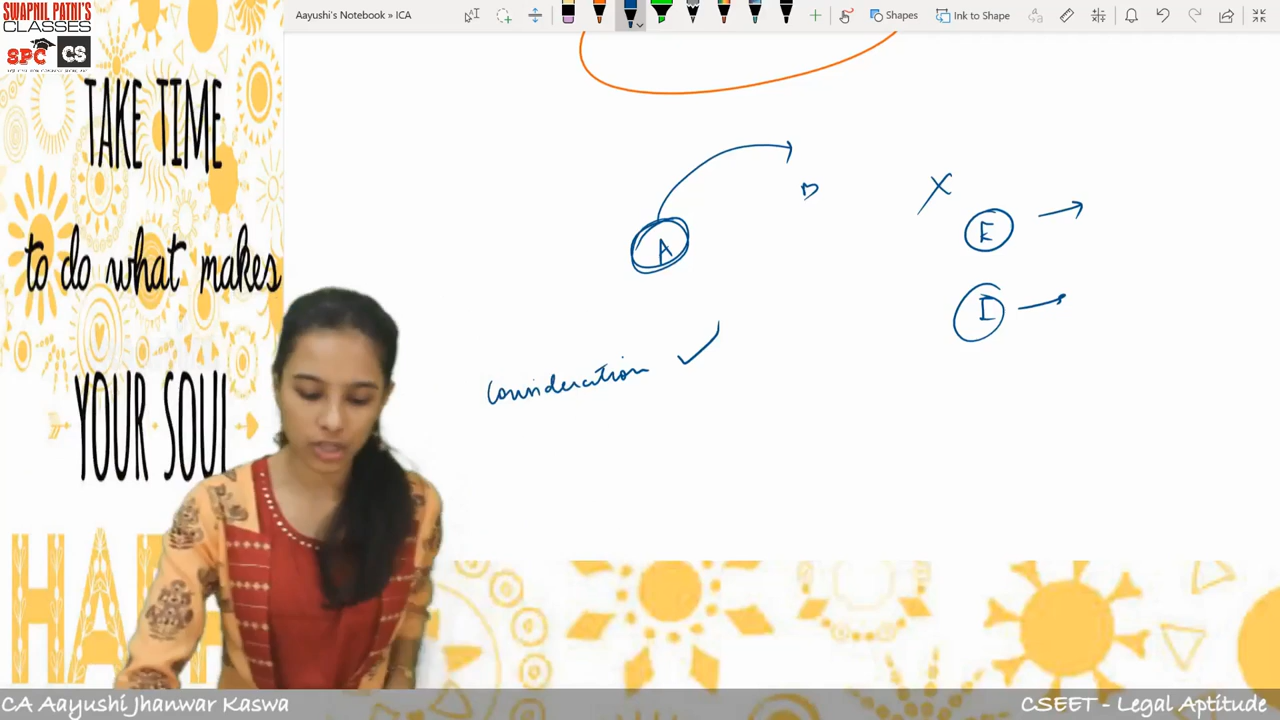 SWAPNIL PATNI'S
CLASSES
SPC CS
Aayushi's Notebook » ICA
Shapes
Ink to Shape
TAKE TIME
to do what makes
YOUR SOUL
HA
A
D
X
E
I
Consideration ✓
CA Aayushi Jhanwar Kaswa
CSEET - Legal Aptitude